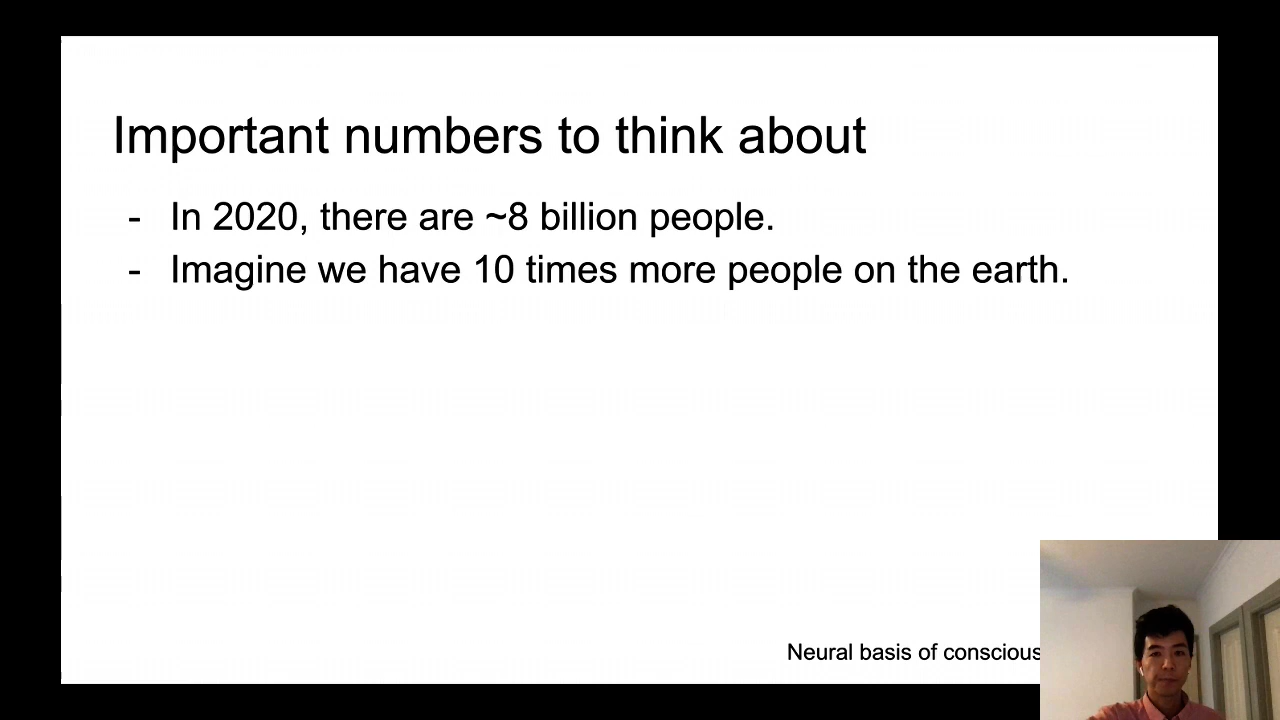 Important numbers to think about
- In 2020, there are ~8 billion people.
- Imagine we have 10 times more people on the earth.
Neural basis of conscious